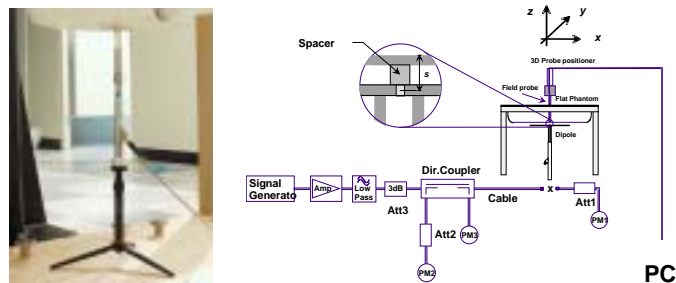 z
y
x
Spacer
s
3D Probe positioner
Field probe
Flat Phantom
Dipole
Signal
Generato
Amp
Low
Pass
3dB
Dir.Coupler
Cable
x
Att1
Att3
Att2
PM1
PM3
PM2
PC